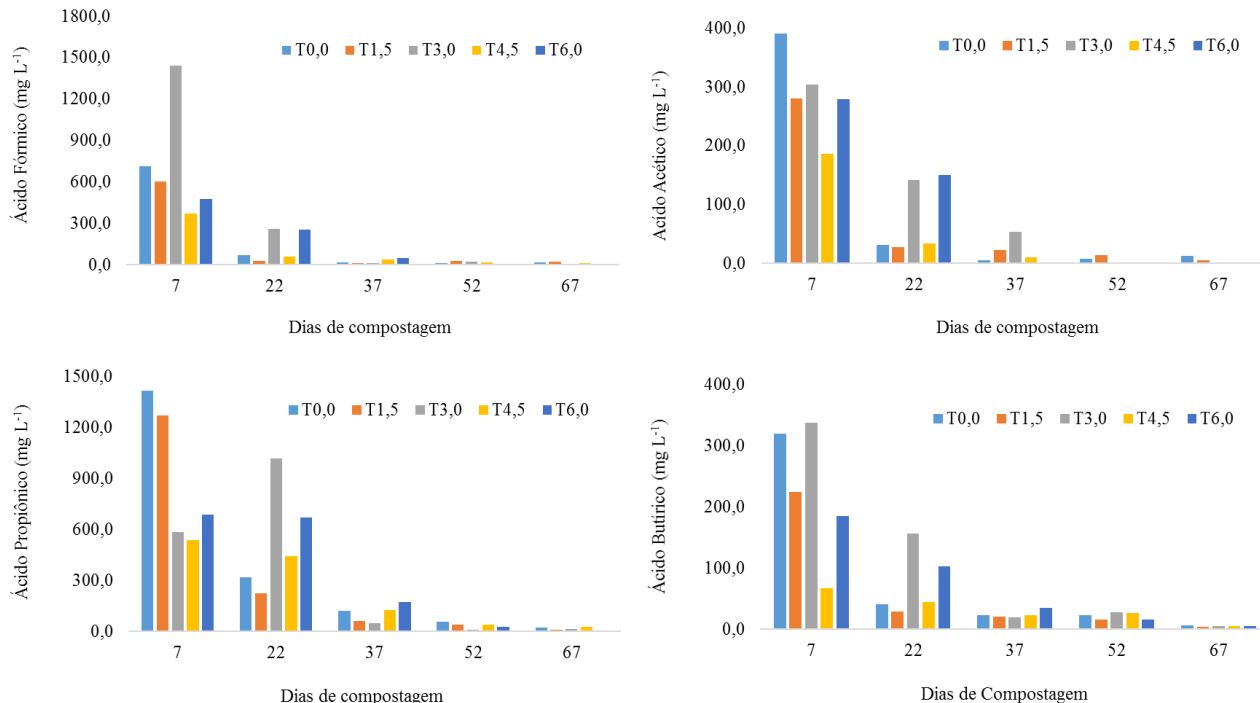 Ácido Fórmico (mg L-1)
1800,0
1500,0
1200,0
900,0
600,0
300,0
0,0
T0,0 T1,5 T3,0 T4,5 T6,0
7 22 37 52 67
Dias de compostagem
Acido Acético (mg L-1)
400,0
300,0
200,0
100,0
0,0
T0,0 T1,5 T3,0 T4,5 T6,0
7 22 37 52 67
Dias de compostagem
Ácido Propiônico (mg L-1)
1500,0
1200,0
900,0
600,0
300,0
0,0
T0,0 T1,5 T3,0 T4,5 T6,0
7 22 37 52 67
Dias de compostagem
Ácido Butírico (mg L-1)
400,0
300,0
200,0
100,0
0,0
T0,0 T1,5 T3,0 T4,5 T6,0
7 22 37 52 67
Dias de Compostagem